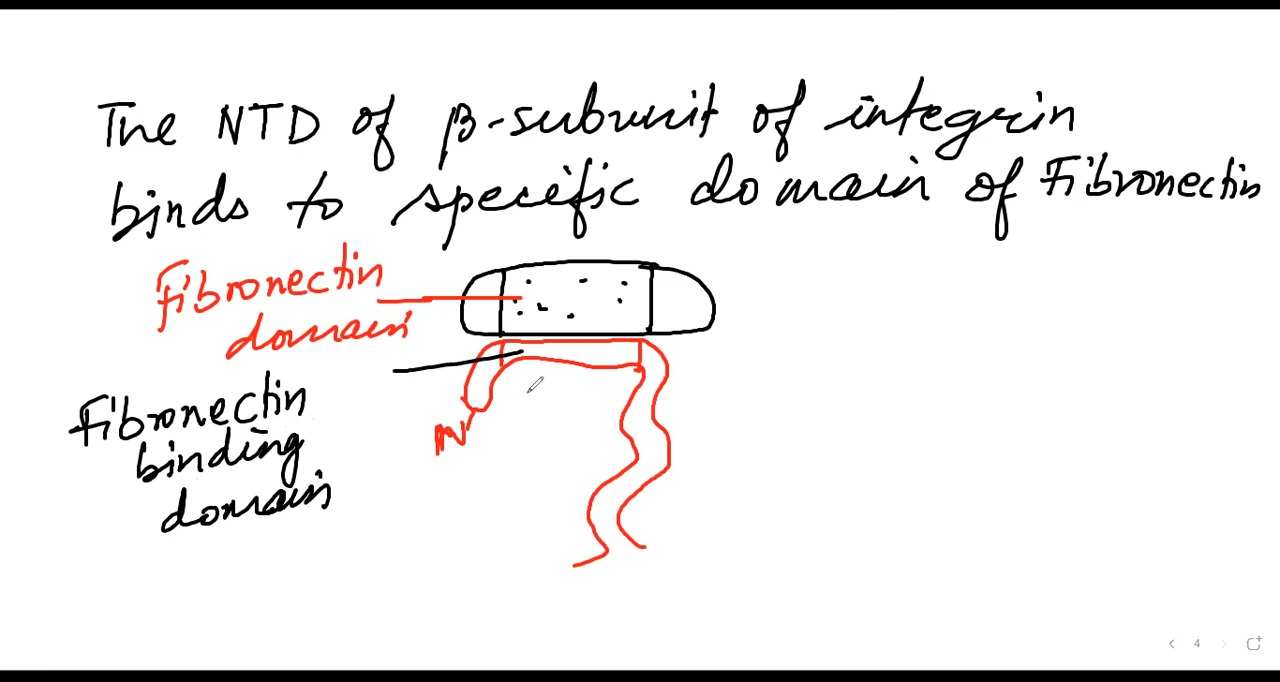 The NTD of β-subunit of integrin
binds to specific domain of Fibronectin
Fibronectin
domain
Fibronectin
binding
domain
N
4